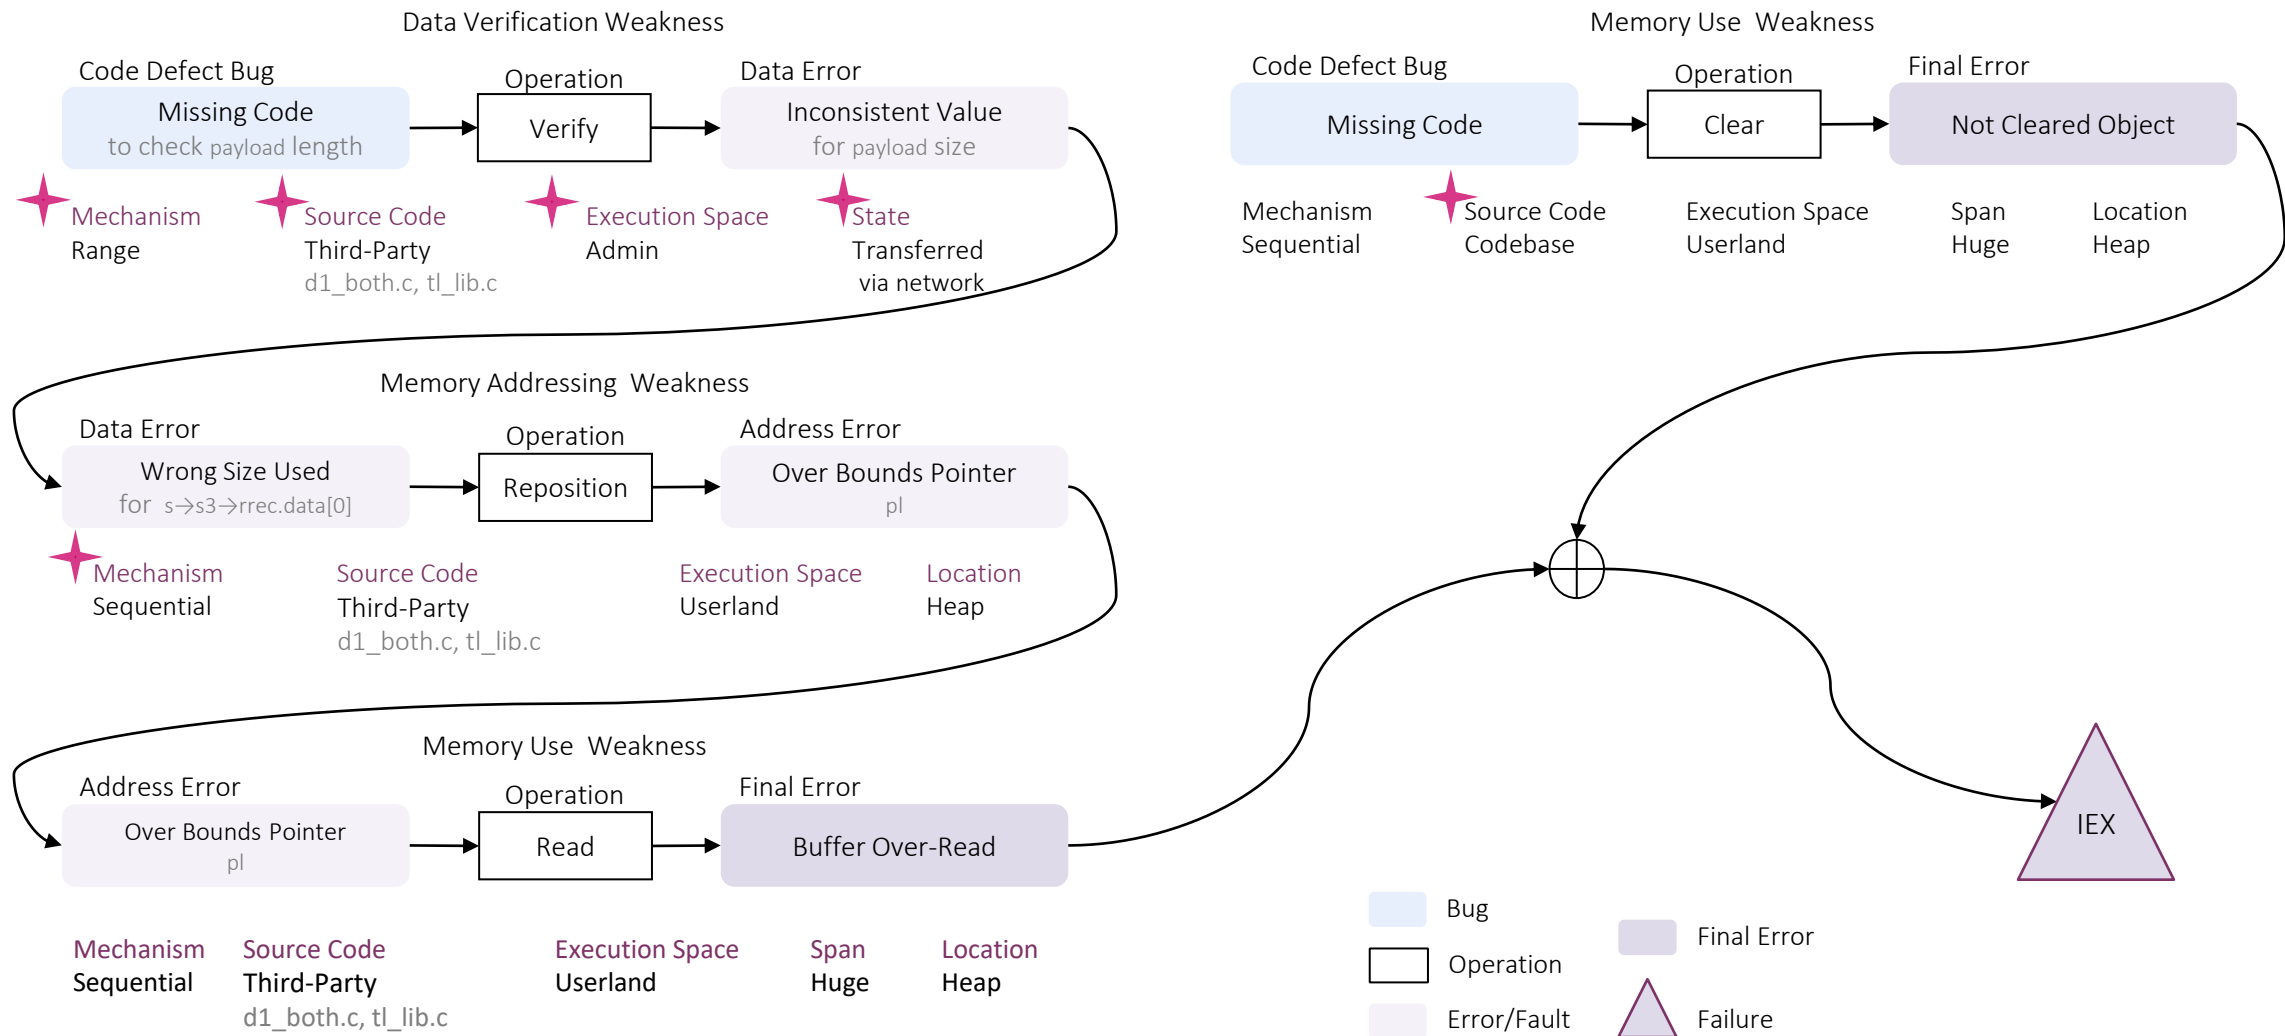 Data Verification Weakness
Code Defect Bug
Operation
Data Error
Missing Code
to check payload length
Verify
Inconsistent Value
for payload size
Mechanism
Range
Source Code
Third-Party
d1_both.c, tl_lib.c
Execution Space
Admin
State
Transferred
via network
Memory Addressing Weakness
Data Error
Operation
Address Error
Wrong Size Used
for s→s3→rrec.data[0]
Reposition
Over Bounds Pointer
pl
Mechanism
Sequential
Source Code
Third-Party
d1_both.c, tl_lib.c
Execution Space
Userland
Location
Heap
Memory Use Weakness
Address Error
Operation
Final Error
Over Bounds Pointer
pl
Read
Buffer Over-Read
Mechanism
Sequential
Source Code
Third-Party
d1_both.c, tl_lib.c
Execution Space
Userland
Span
Huge
Location
Heap
Memory Use Weakness
Code Defect Bug
Operation
Final Error
Missing Code
Clear
Not Cleared Object
Mechanism
Sequential
Source Code
Codebase
Execution Space
Userland
Span
Huge
Location
Heap
IEX
Bug
Operation
Error/Fault
Final Error
Failure